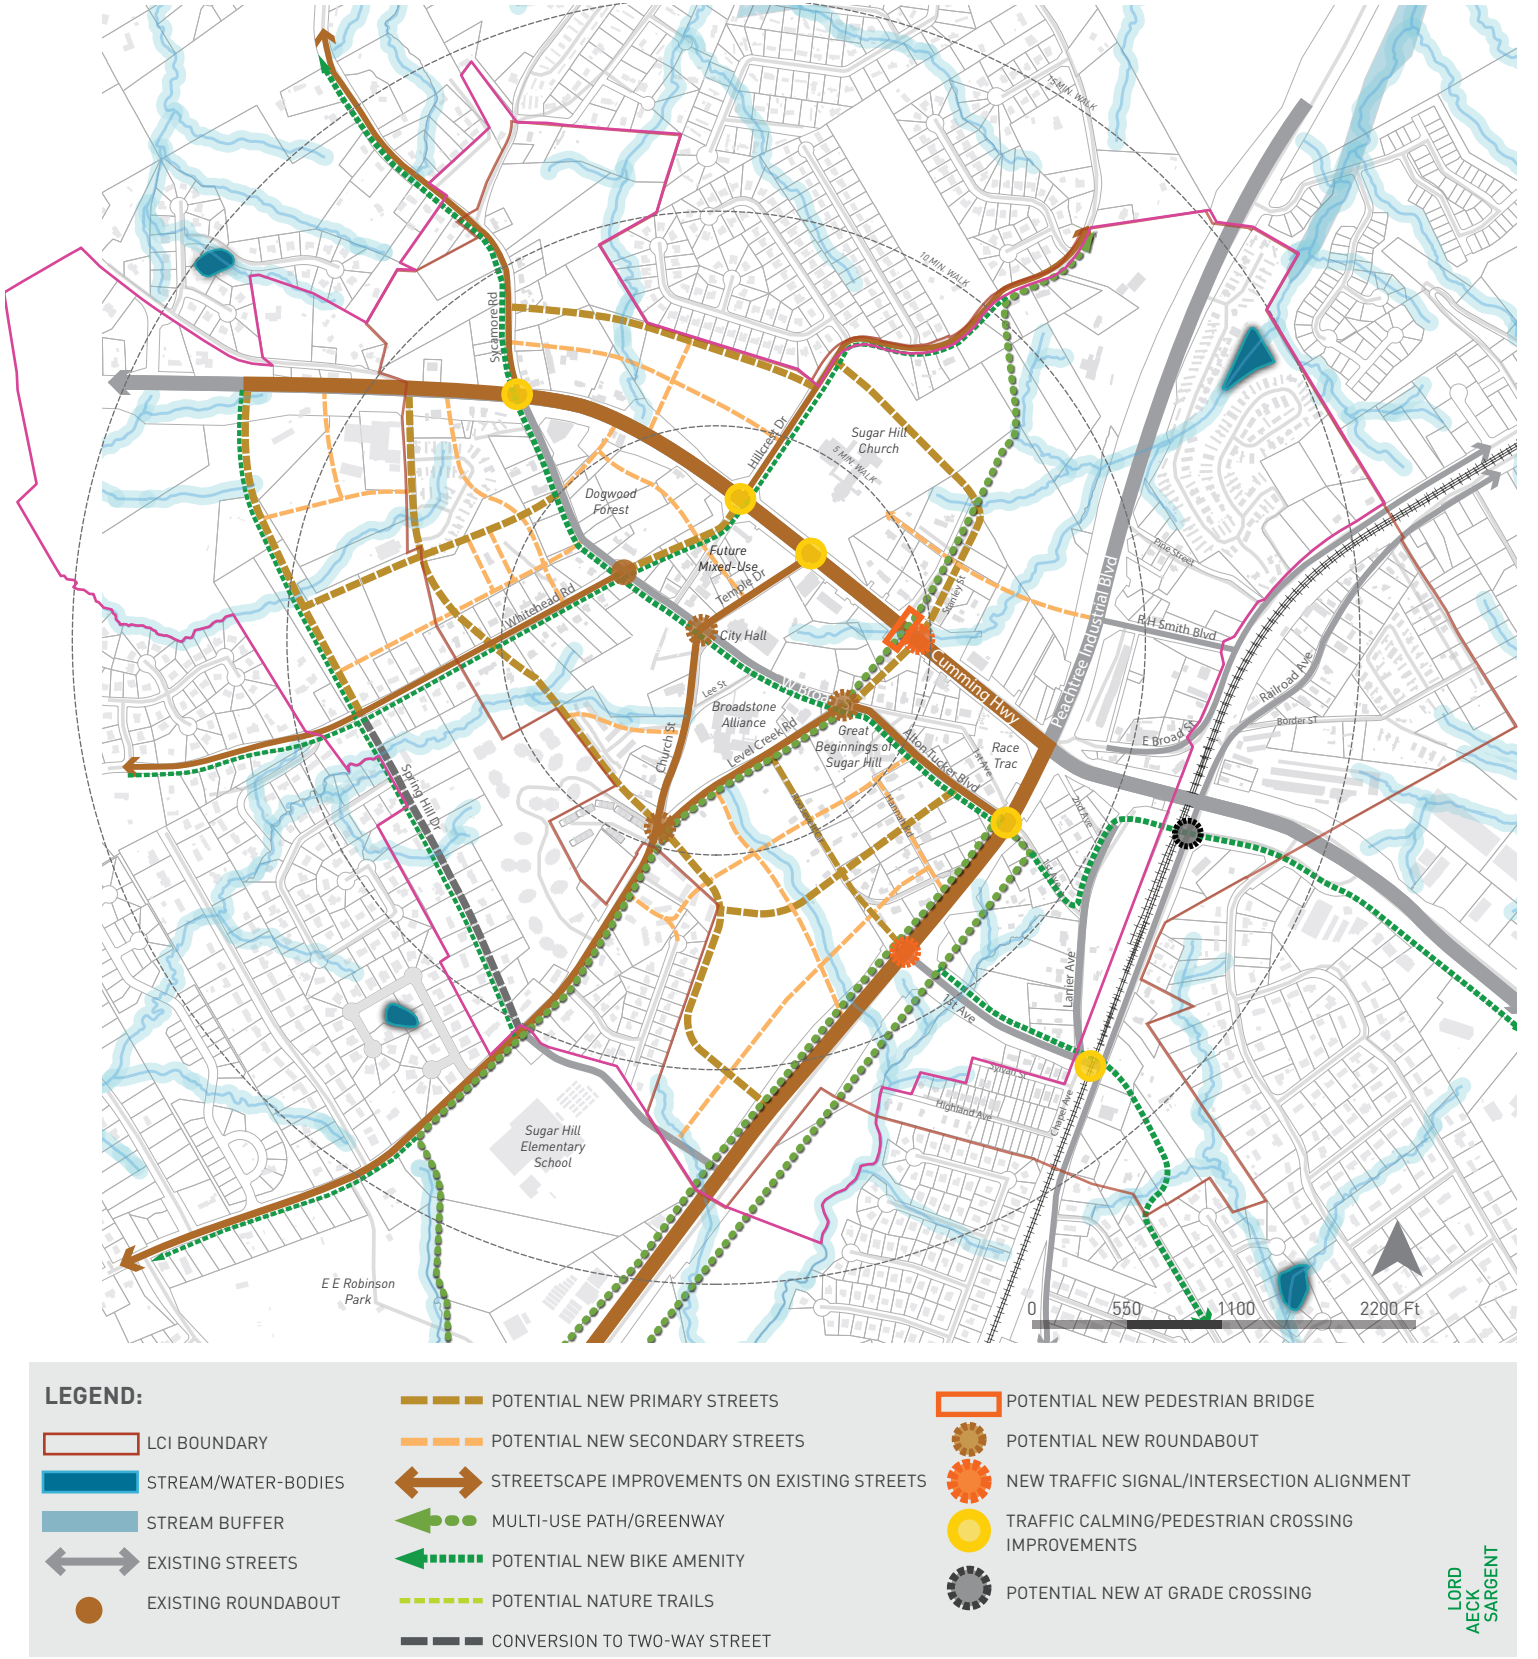 15 MIN. WALK
10 MIN. WALK
Sycamore Rd
Hillcrest Dr
Sugar Hill
Church
5 MIN. WALK
Dogwood
Forest
Future
Mixed-Use
Temple Dr
Whitehead Rd
City Hall
Stanley St
Pine Street
R H Smith Blvd
Peachtree Industrial Blvd
Cumming Hwy
Railroad Ave
Border ST
E Broad St
W Broad St
Lee St
Broadstone
Alliance
Church St
Level Creek Rd
Great
Beginnings of
Sugar Hill
Alton Tucker Blvd
1st Ave
Race
Trac
Spring Hill Dr
2nd Ave
1st Ave
Lanier Ave
1st Ave
Highland Ave
Chapel Ave
Sugar Hill
Elementary
School
E E Robinson
Park
0 550 1100 2200 Ft
LEGEND:
LCI BOUNDARY
STREAM/WATER-BODIES
STREAM BUFFER
EXISTING STREETS
EXISTING ROUNDABOUT
POTENTIAL NEW PRIMARY STREETS
POTENTIAL NEW SECONDARY STREETS
STREETSCAPE IMPROVEMENTS ON EXISTING STREETS
MULTI-USE PATH/GREENWAY
POTENTIAL NEW BIKE AMENITY
POTENTIAL NATURE TRAILS
CONVERSION TO TWO-WAY STREET
POTENTIAL NEW PEDESTRIAN BRIDGE
POTENTIAL NEW ROUNDABOUT
NEW TRAFFIC SIGNAL/INTERSECTION ALIGNMENT
TRAFFIC CALMING/PEDESTRIAN CROSSING
IMPROVEMENTS
POTENTIAL NEW AT GRADE CROSSING
LORD
AECK
SARGENT